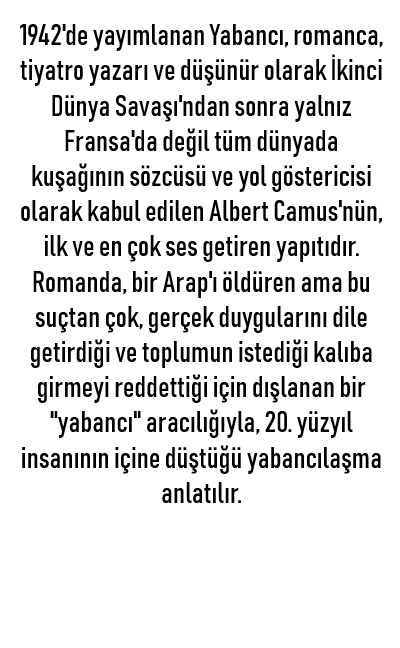 1942'de yayımlanan Yabancı, romanca,
tiyatro yazarı ve düşünür olarak İkinci
Dünya Savaşı'ndan sonra yalnız
Fransa'da değil tüm dünyada
kuşağının sözcüsü ve yol göstericisi
olarak kabul edilen Albert Camus'nün,
ilk ve en çok ses getiren yapıtıdır.
Romanda, bir Arap'ı öldüren ama bu
suçtan çok, gerçek duygularını dile
getirdiği ve toplumun istediği kalıba
girmeyi reddettiği için dışlanan bir
"yabancı" aracılığıyla, 20. yüzyıl
insanının içine düştüğü yabancılaşma
anlatılır.